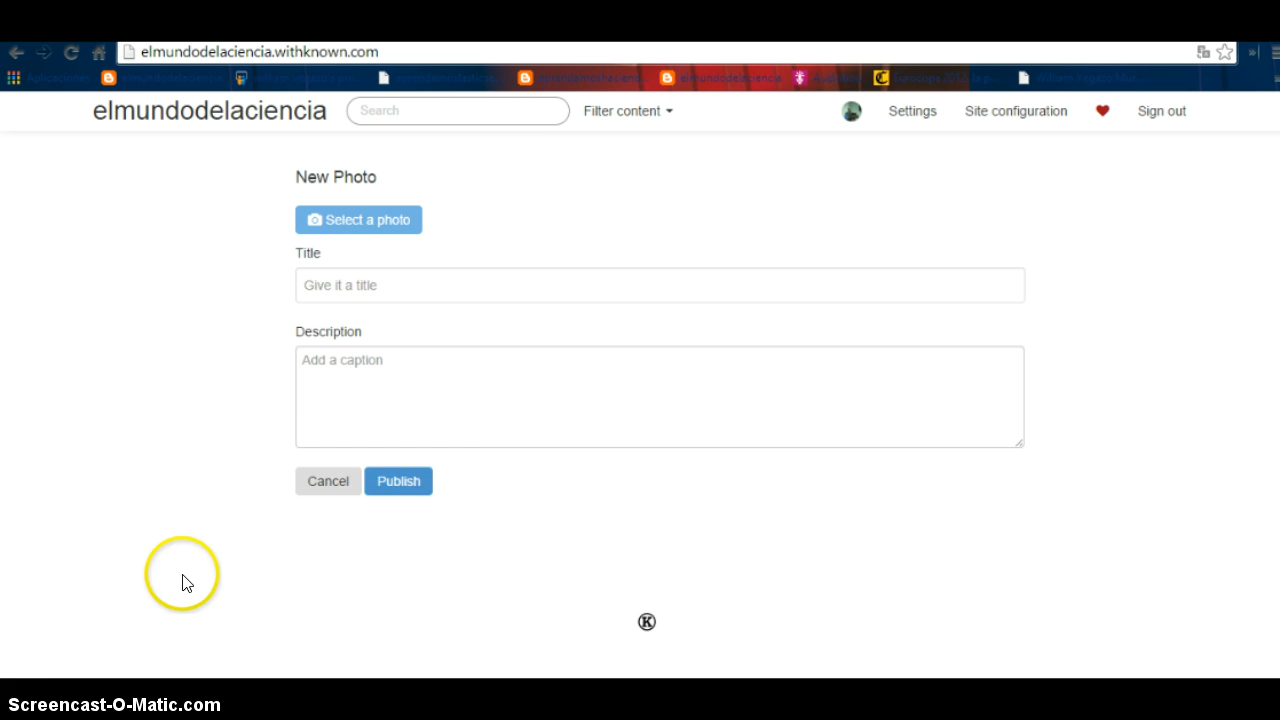 elmundodelaciencia.withknown.com
elmundodelaciencia Search Filter content Settings Site configuration Sign out
New Photo
Select a photo
Title
Give it a title
Description
Add a caption
Cancel Publish
K
Screencast-O-Matic.com